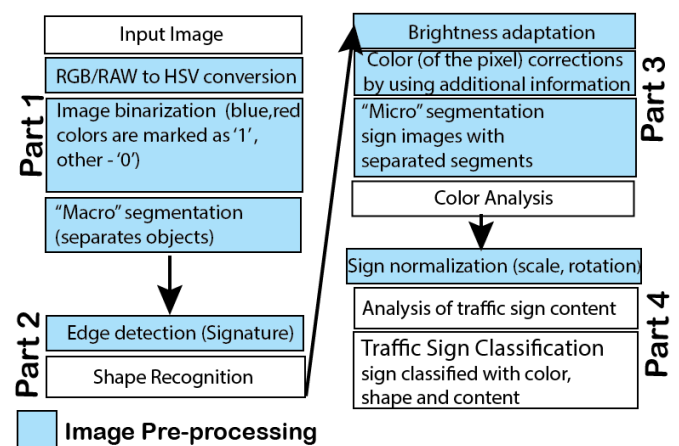 Part 1
Input Image
RGB/RAW to HSV conversion
Image binarization (blue,red
colors are marked as '1',
other - '0')
"Macro" segmentation
(separates objects)
Part 2
Edge detection (Signature)
Shape Recognition
Part 3
Brightness adaptation
Color (of the pixel) corrections
by using additional information
"Micro" segmentation
sign images with
separated segments
Color Analysis
Part 4
Sign normalization (scale, rotation)
Analysis of traffic sign content
Traffic Sign Classification
sign classified with color,
shape and content
Image Pre-processing